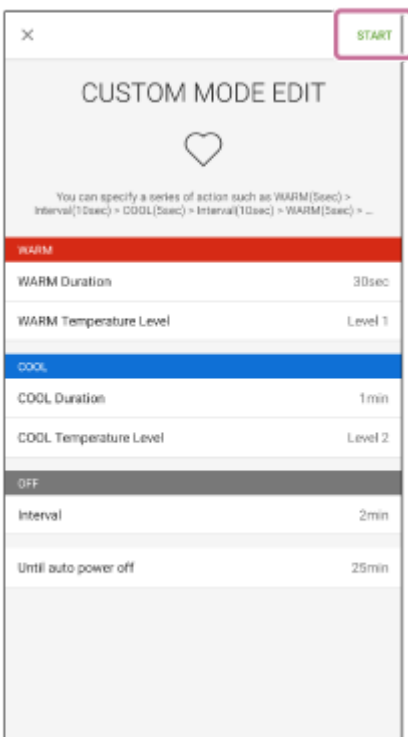 × START
CUSTOM MODE EDIT
You can specify a series of action such as WARM(5sec) >
Interval(10sec) > COOL(5sec) > Interval(10sec) > WARM(5sec) > ...
WARM
WARM Duration 30sec
WARM Temperature Level Level 1
COOL
COOL Duration 1min
COOL Temperature Level Level 2
OFF
Interval 2min
Until auto power off 25min